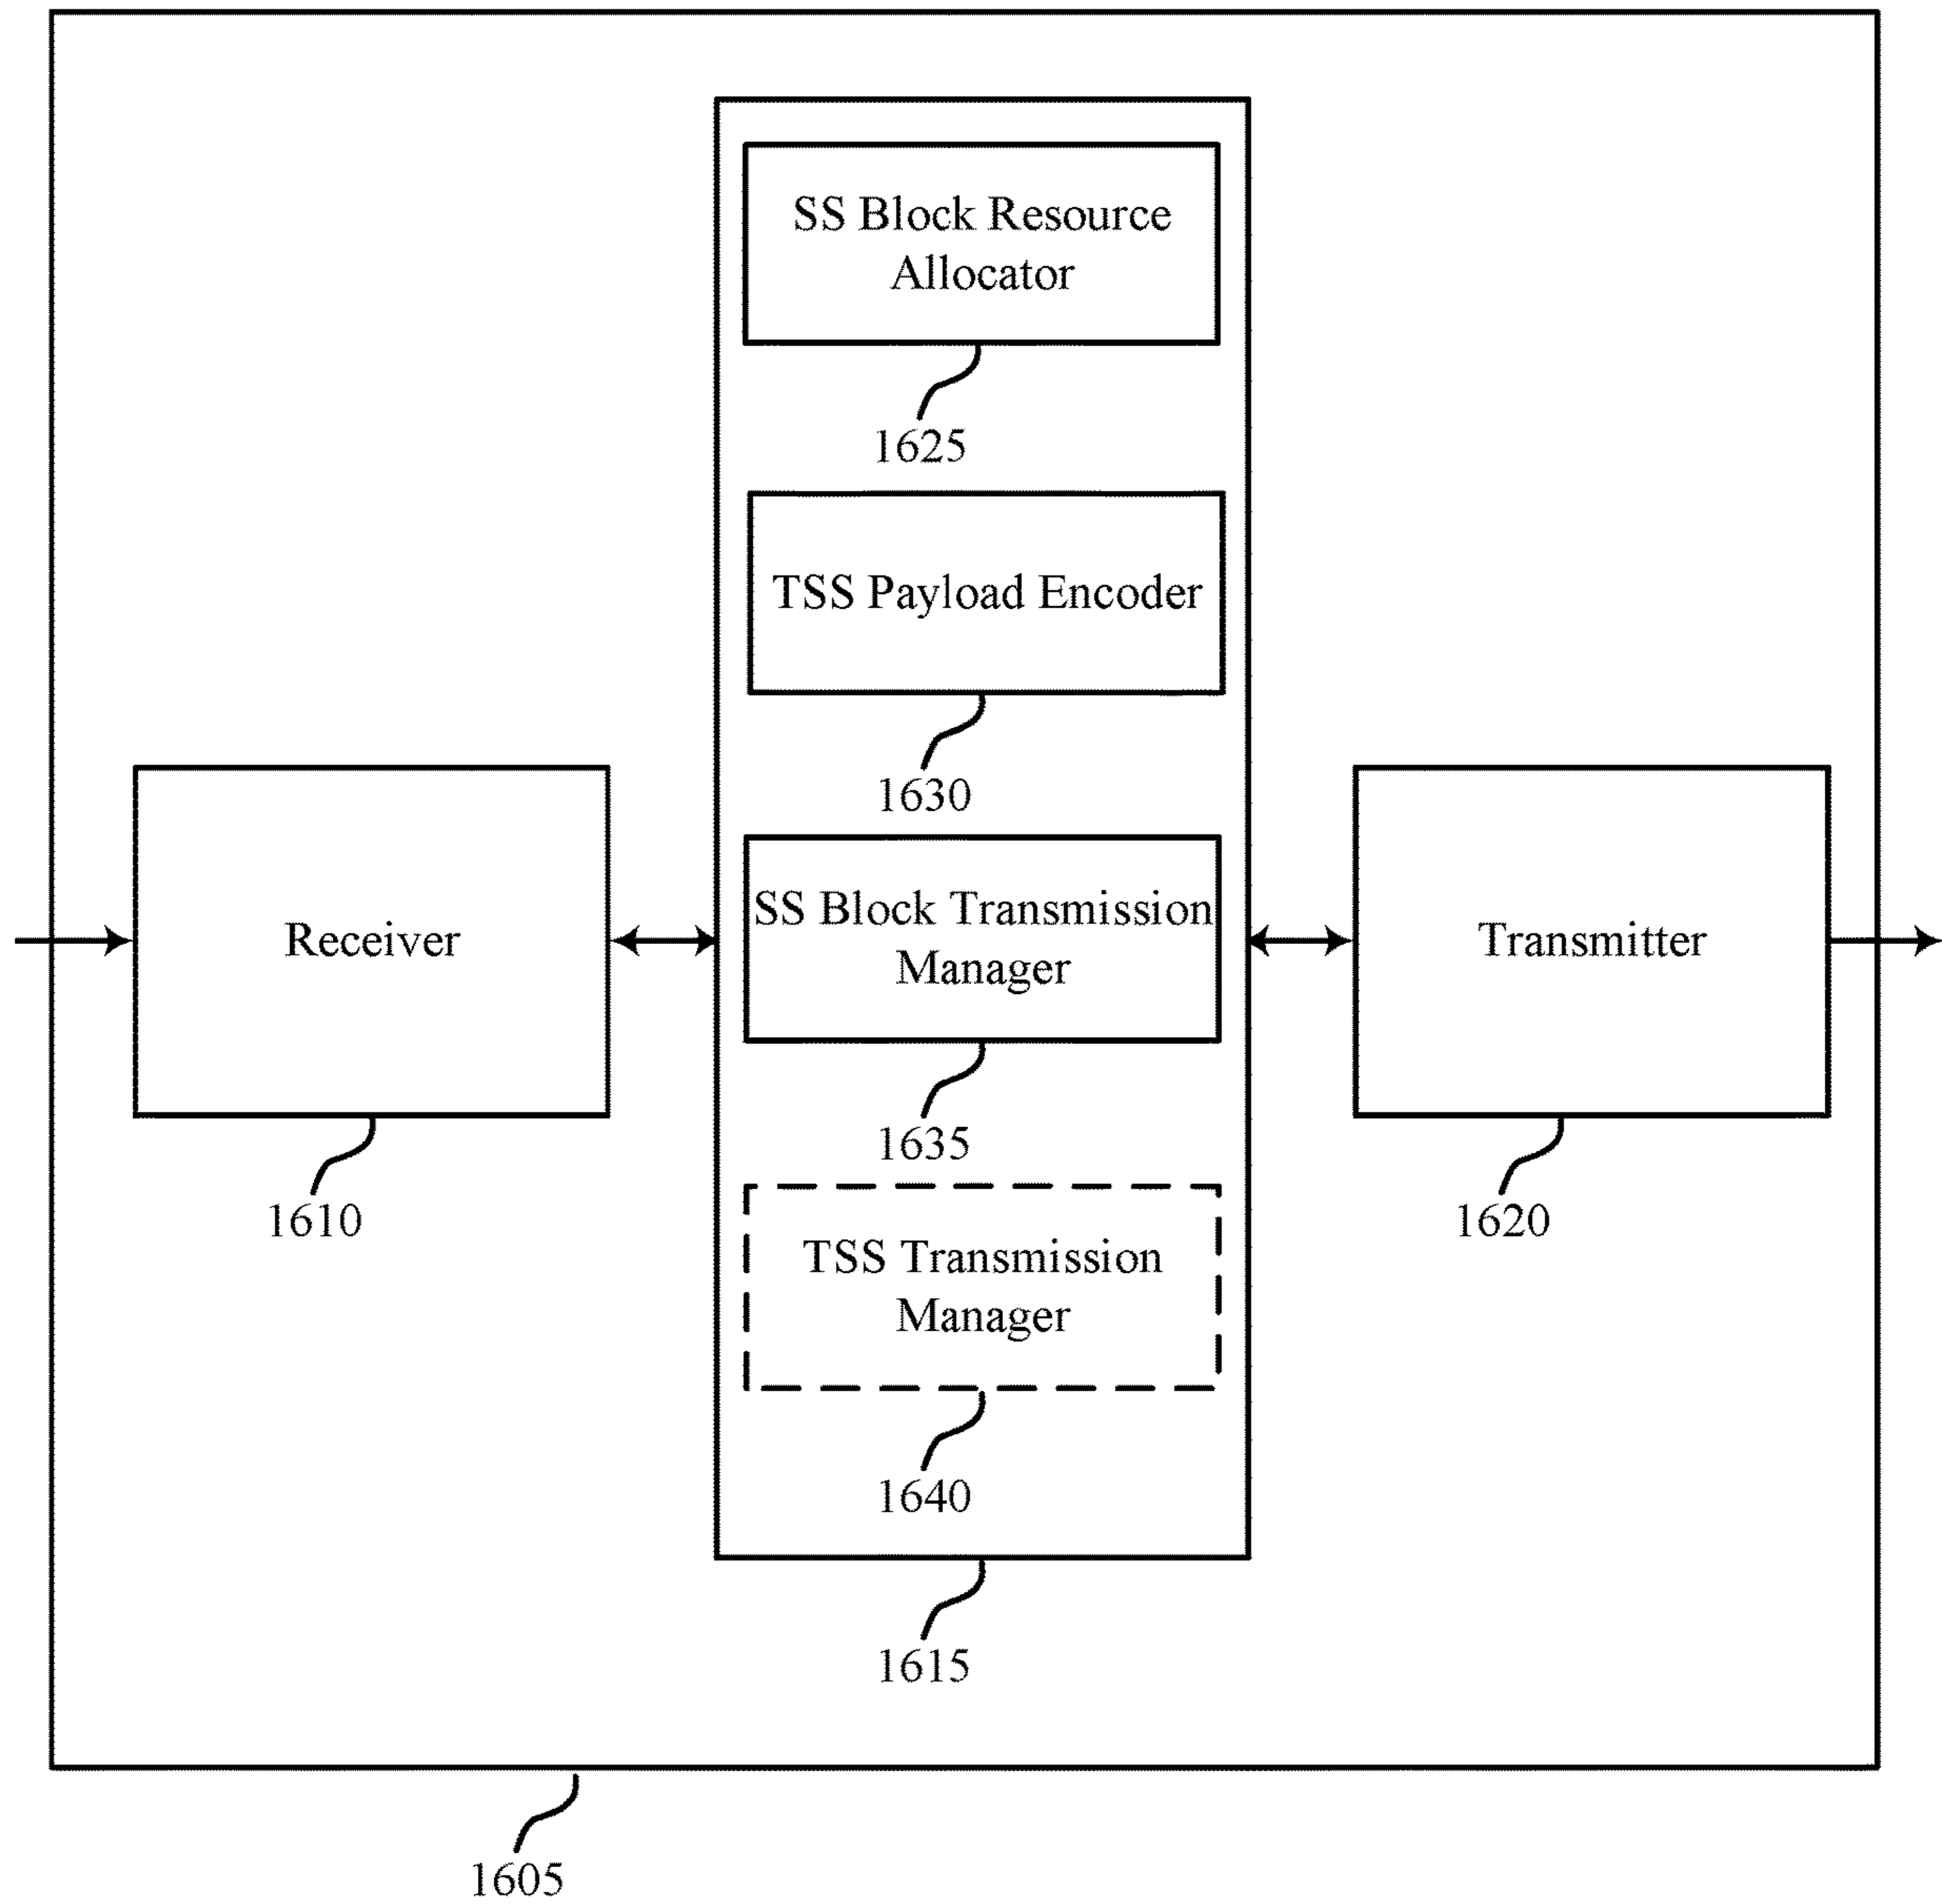 SS Block Resource
Allocator
1625
TSS Payload Encoder
1630
Receiver
1610
SS Block Transmission
Manager
1635
Transmitter
1620
TSS Transmission
Manager
1640
1615
1605